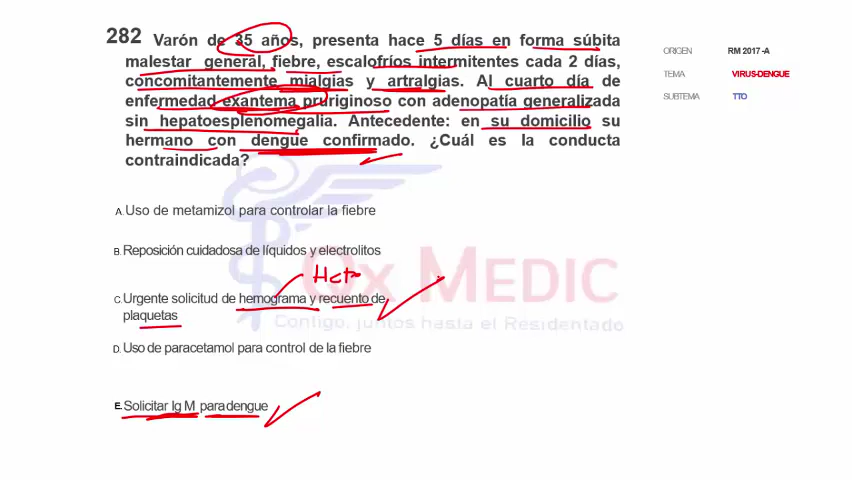 282 Varón de 35 años, presenta hace 5 días en forma súbita
malestar general, fiebre, escalofríos intermitentes cada 2 días,
concomitantemente mialgias y artralgias. Al cuarto día de
enfermedad exantema pruriginoso con adenopatía generalizada
sin hepatoesplenomegalia. Antecedente: en su domicilio su
hermano con dengue confirmado. ¿Cuál es la conducta
contraindicada?
ORIGEN RM 2017 -A
TEMA VIRUS-DENGUE
SUBTEMA TTO
A. Uso de metamizol para controlar la fiebre
B. Reposición cuidadosa de líquidos y electrolitos
Hcto
C. Urgente solicitud de hemograma y recuento de
plaquetas
D. Uso de paracetamol para control de la fiebre
E. Solicitar Ig M para dengue
Qx MEDIC
Contigo, juntos hasta el Residentado